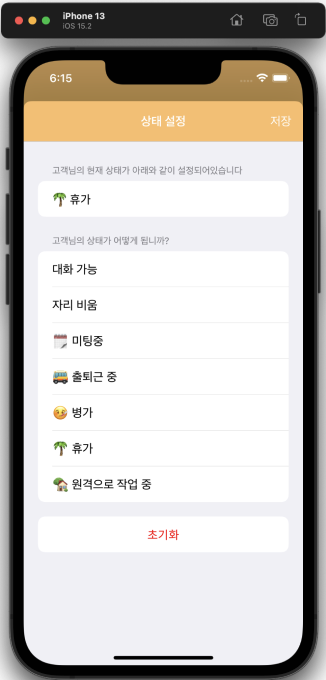 iPhone 13
iOS 15.2
6:15
상태 설정
저장
고객님의 현재 상태가 아래와 같이 설정되어있습니다
🌴 휴가
고객님의 상태가 어떻게 됩니까?
대화 가능
자리 비움
🗓 미팅중
🚌 출퇴근 중
🤒 병가
🌴 휴가
🏡 원격으로 작업 중
초기화